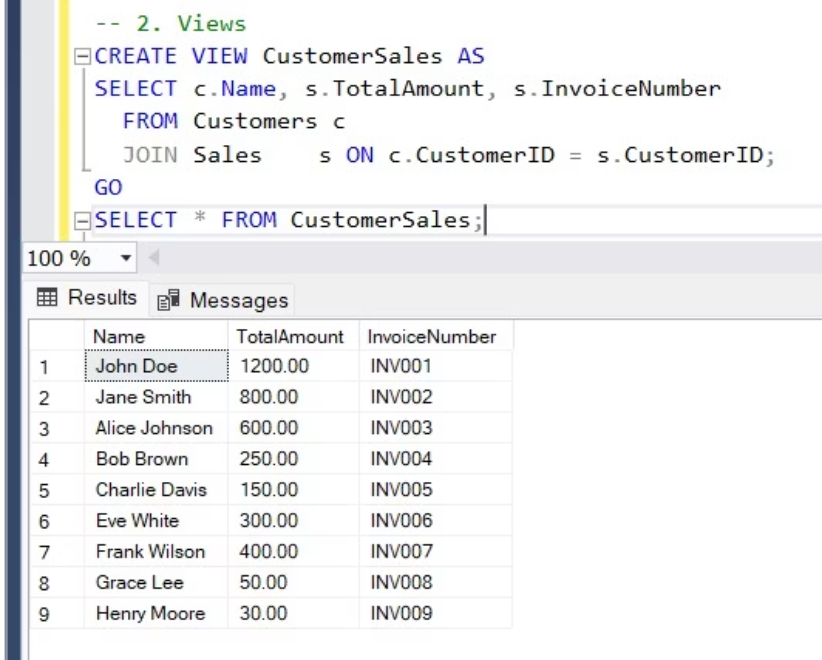 -- 2. Views
CREATE VIEW CustomerSales AS
SELECT c.Name, s.TotalAmount, s.InvoiceNumber
FROM Customers c
JOIN Sales    s ON c.CustomerID = s.CustomerID;
GO
SELECT * FROM CustomerSales;
100 %
Results Messages
Name TotalAmount InvoiceNumber
1 John Doe 1200.00 INV001
2 Jane Smith 800.00 INV002
3 Alice Johnson 600.00 INV003
4 Bob Brown 250.00 INV004
5 Charlie Davis 150.00 INV005
6 Eve White 300.00 INV006
7 Frank Wilson 400.00 INV007
8 Grace Lee 50.00 INV008
9 Henry Moore 30.00 INV009